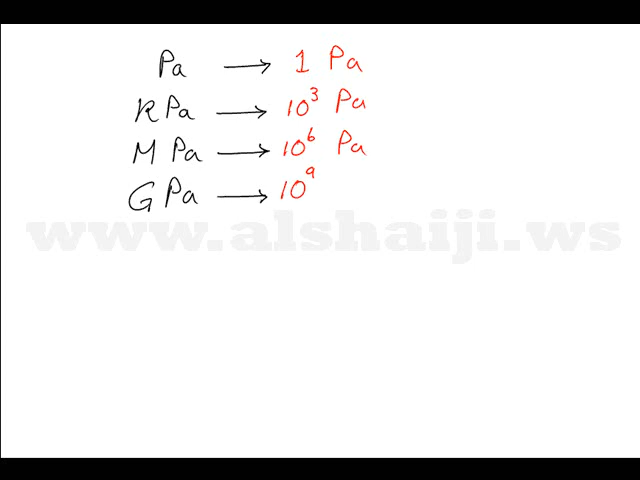 Pa → 1 Pa
KPa → 10³ Pa
M Pa → 10⁶ Pa
G Pa → 10⁹
www.alshaiji.ws